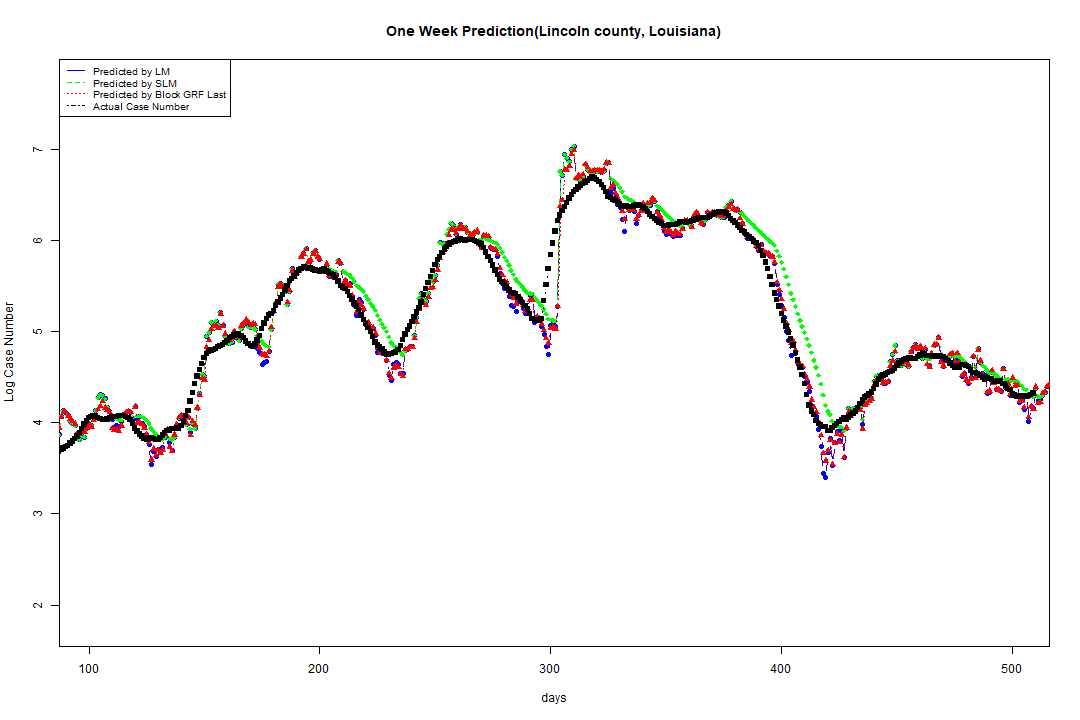 One Week Prediction(Lincoln county, Louisiana)
Predicted by LM
Predicted by SLM
Predicted by Block GRF Last
Actual Case Number
7
6
5
4
3
2
Log Case Number
100 200 300 400 500
days